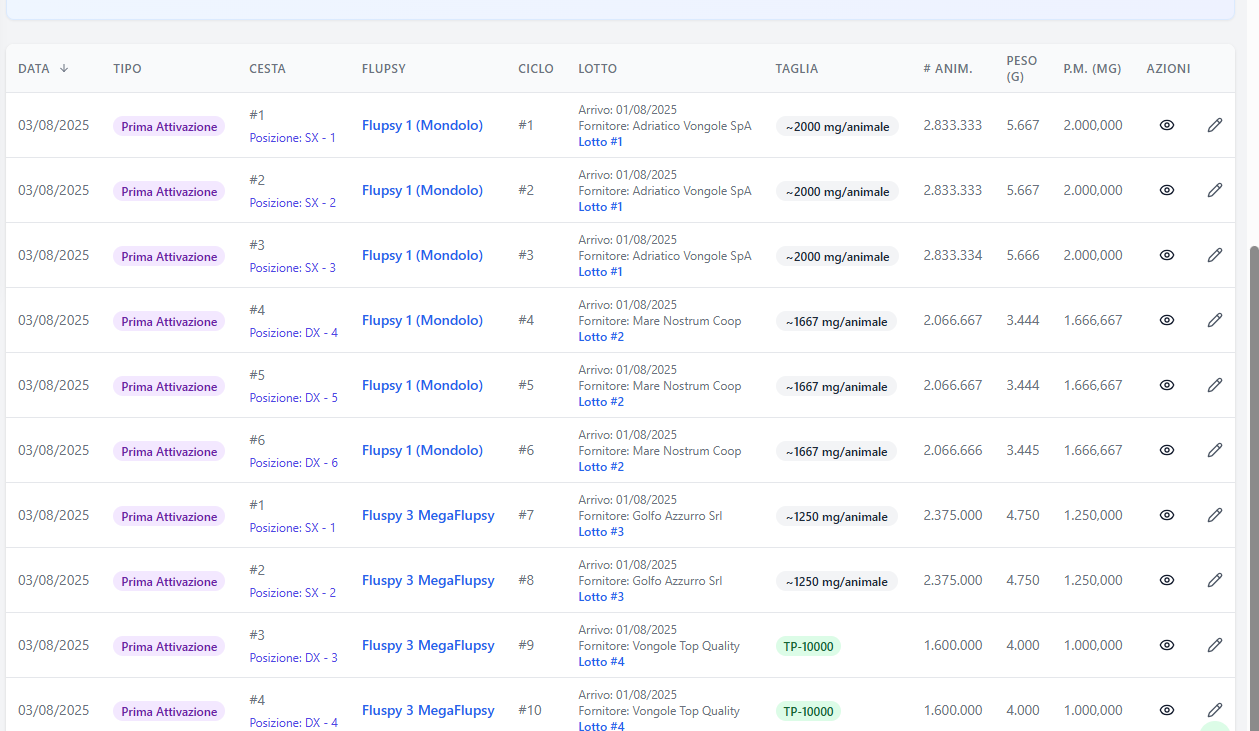 DATA ↓ TIPO CESTA FLUPSY CICLO LOTTO TAGLIA # ANIM. PESO (G) P.M. (MG) AZIONI
03/08/2025 Prima Attivazione #1 Flupsy 1 (Mondolo) #1 Arrivo: 01/08/2025 ~2000 mg/animale 2.833.333 5.667 2.000,000
Posizione: SX - 1 Fornitore: Adriatico Vongole SpA
Lotto #1
03/08/2025 Prima Attivazione #2 Flupsy 1 (Mondolo) #2 Arrivo: 01/08/2025 ~2000 mg/animale 2.833.333 5.667 2.000,000
Posizione: SX - 2 Fornitore: Adriatico Vongole SpA
Lotto #1
03/08/2025 Prima Attivazione #3 Flupsy 1 (Mondolo) #3 Arrivo: 01/08/2025 ~2000 mg/animale 2.833.334 5.666 2.000,000
Posizione: SX - 3 Fornitore: Adriatico Vongole SpA
Lotto #1
03/08/2025 Prima Attivazione #4 Flupsy 1 (Mondolo) #4 Arrivo: 01/08/2025 ~1667 mg/animale 2.066.667 3.444 1.666,667
Posizione: DX - 4 Fornitore: Mare Nostrum Coop
Lotto #2
03/08/2025 Prima Attivazione #5 Flupsy 1 (Mondolo) #5 Arrivo: 01/08/2025 ~1667 mg/animale 2.066.667 3.444 1.666,667
Posizione: DX - 5 Fornitore: Mare Nostrum Coop
Lotto #2
03/08/2025 Prima Attivazione #6 Flupsy 1 (Mondolo) #6 Arrivo: 01/08/2025 ~1667 mg/animale 2.066.666 3.445 1.666,667
Posizione: DX - 6 Fornitore: Mare Nostrum Coop
Lotto #2
03/08/2025 Prima Attivazione #1 Fluspy 3 MegaFlupsy #7 Arrivo: 01/08/2025 ~1250 mg/animale 2.375.000 4.750 1.250,000
Posizione: SX - 1 Fornitore: Golfo Azzurro Srl
Lotto #3
03/08/2025 Prima Attivazione #2 Fluspy 3 MegaFlupsy #8 Arrivo: 01/08/2025 ~1250 mg/animale 2.375.000 4.750 1.250,000
Posizione: SX - 2 Fornitore: Golfo Azzurro Srl
Lotto #3
03/08/2025 Prima Attivazione #3 Fluspy 3 MegaFlupsy #9 Arrivo: 01/08/2025 TP-10000 1.600.000 4.000 1.000,000
Posizione: DX - 3 Fornitore: Vongole Top Quality
Lotto #4
03/08/2025 Prima Attivazione #4 Fluspy 3 MegaFlupsy #10 Arrivo: 01/08/2025 TP-10000 1.600.000 4.000 1.000,000
Posizione: DX - 4 Fornitore: Vongole Top Quality
Lotto #4